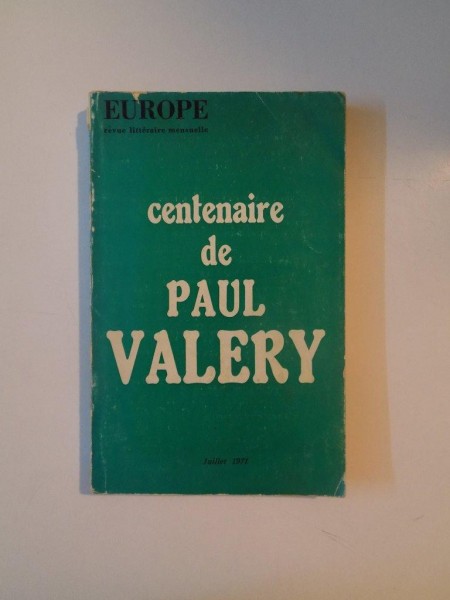 EUROPE
revue littéraire mensuelle
centenaire
de
PAUL
VALERY
Juillet 1971